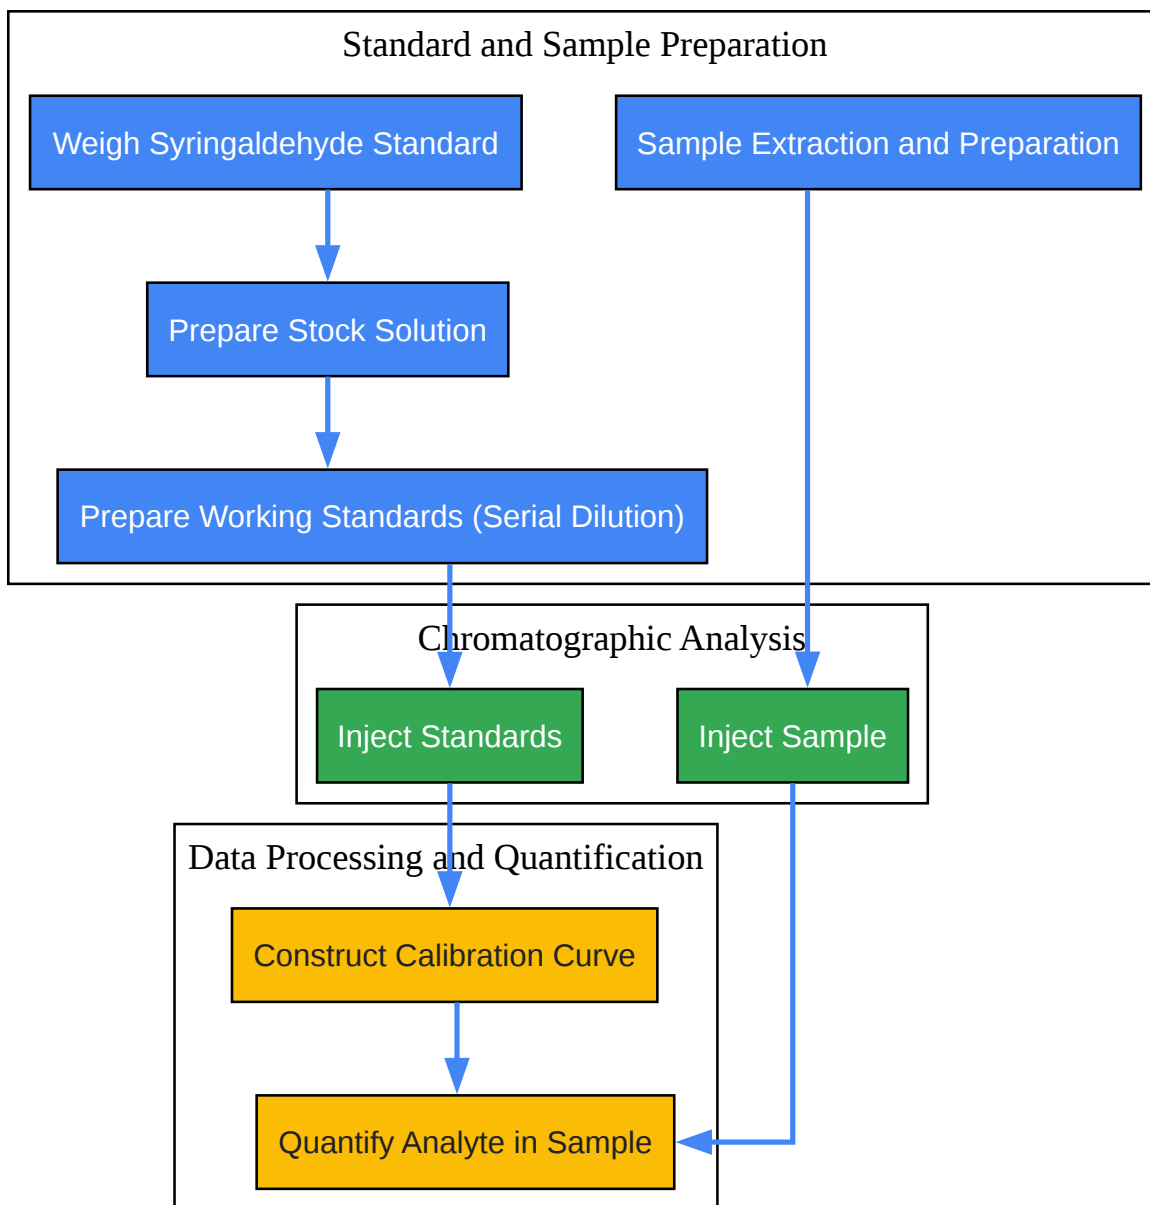 Standard and Sample Preparation
Weigh Syringaldehyde Standard
Sample Extraction and Preparation
Prepare Stock Solution
Prepare Working Standards (Serial Dilution)
Chromatographic Analysis
Inject Standards
Inject Sample
Data Processing and Quantification
Construct Calibration Curve
Quantify Analyte in Sample